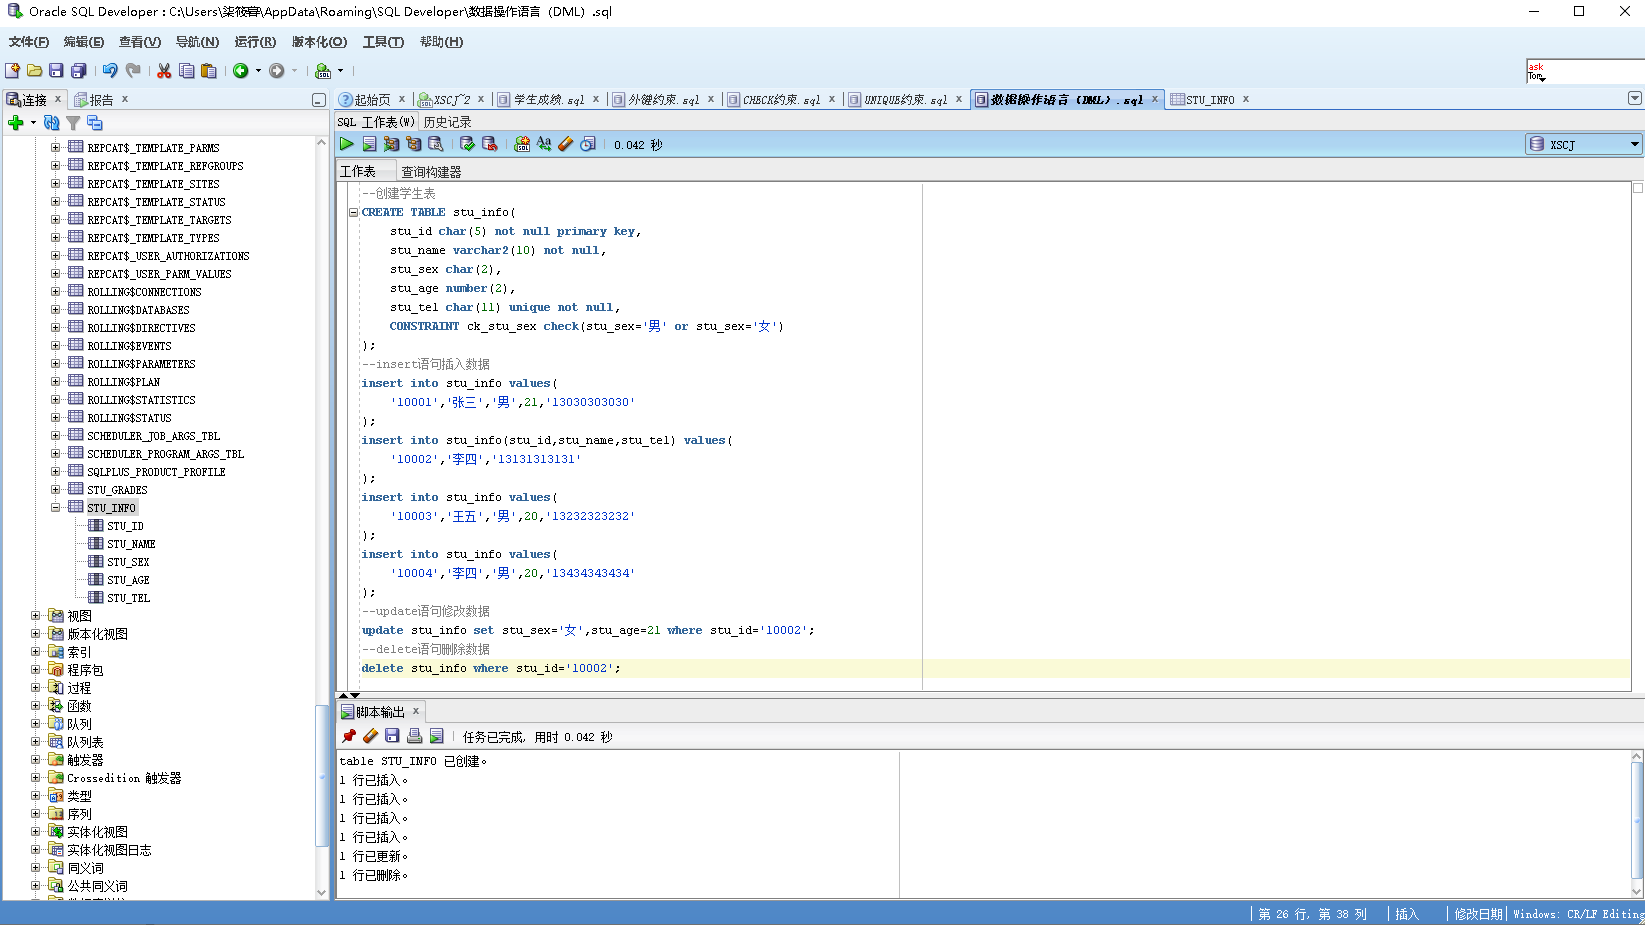 Oracle SQL Developer : C:\Users\柒筱暮\AppData\Roaming\SQL Developer\数据操作语言（DML）.sql
文件(F) 编辑(E) 查看(V) 导航(N) 运行(R) 版本化(O) 工具(T) 帮助(H)
ask
Tom
连接 x 报告 x
起始页 x XSCJ~2 x 学生成绩.sql x 外键约束.sql x CHECK约束.sql x UNIQUE约束.sql x 数据操作语言（DML）.sql x STU_INFO x
SQL 工作表(W) 历史记录
0.042 秒 XSCJ
工作表 查询构建器
REPCAT$_TEMPLATE_PARMS
REPCAT$_TEMPLATE_REFGROUPS
REPCAT$_TEMPLATE_SITES
REPCAT$_TEMPLATE_STATUS
REPCAT$_TEMPLATE_TARGETS
REPCAT$_TEMPLATE_TYPES
REPCAT$_USER_AUTHORIZATIONS
REPCAT$_USER_PARM_VALUES
ROLLING$CONNECTIONS
ROLLING$DATABASES
ROLLING$DIRECTIVES
ROLLING$EVENTS
ROLLING$PARAMETERS
ROLLING$PLAN
ROLLING$STATISTICS
ROLLING$STATUS
SCHEDULER_JOB_ARGS_TBL
SCHEDULER_PROGRAM_ARGS_TBL
SQLPLUS_PRODUCT_PROFILE
STU_GRADES
STU_INFO
STU_ID
STU_NAME
STU_SEX
STU_AGE
STU_TEL
视图
版本化视图
索引
程序包
过程
函数
队列
队列表
触发器
Crossedition 触发器
类型
序列
实体化视图
实体化视图日志
同义词
公共同义词
--创建学生表
CREATE TABLE stu_info(
stu_id char(5) not null primary key,
stu_name varchar2(10) not null,
stu_sex char(2),
stu_age number(2),
stu_tel char(11) unique not null,
CONSTRAINT ck_stu_sex check(stu_sex='男' or stu_sex='女')
);
--insert语句插入数据
insert into stu_info values(
'10001','张三','男',21,'13030303030'
);
insert into stu_info(stu_id,stu_name,stu_tel) values(
'10002','李四','13131313131'
);
insert into stu_info values(
'10003','王五','男',20,'13232323232'
);
insert into stu_info values(
'10004','李四','男',20,'13434343434'
);
--update语句修改数据
update stu_info set stu_sex='女',stu_age=21 where stu_id='10002';
--delete语句删除数据
delete stu_info where stu_id='10002';
脚本输出 x
任务已完成, 用时 0.042 秒
table STU_INFO 已创建。
1 行已插入。
1 行已插入。
1 行已插入。
1 行已插入。
1 行已更新。
1 行已删除。
第 26 行, 第 38 列 插入 修改日期 Windows: CR/LF Editing